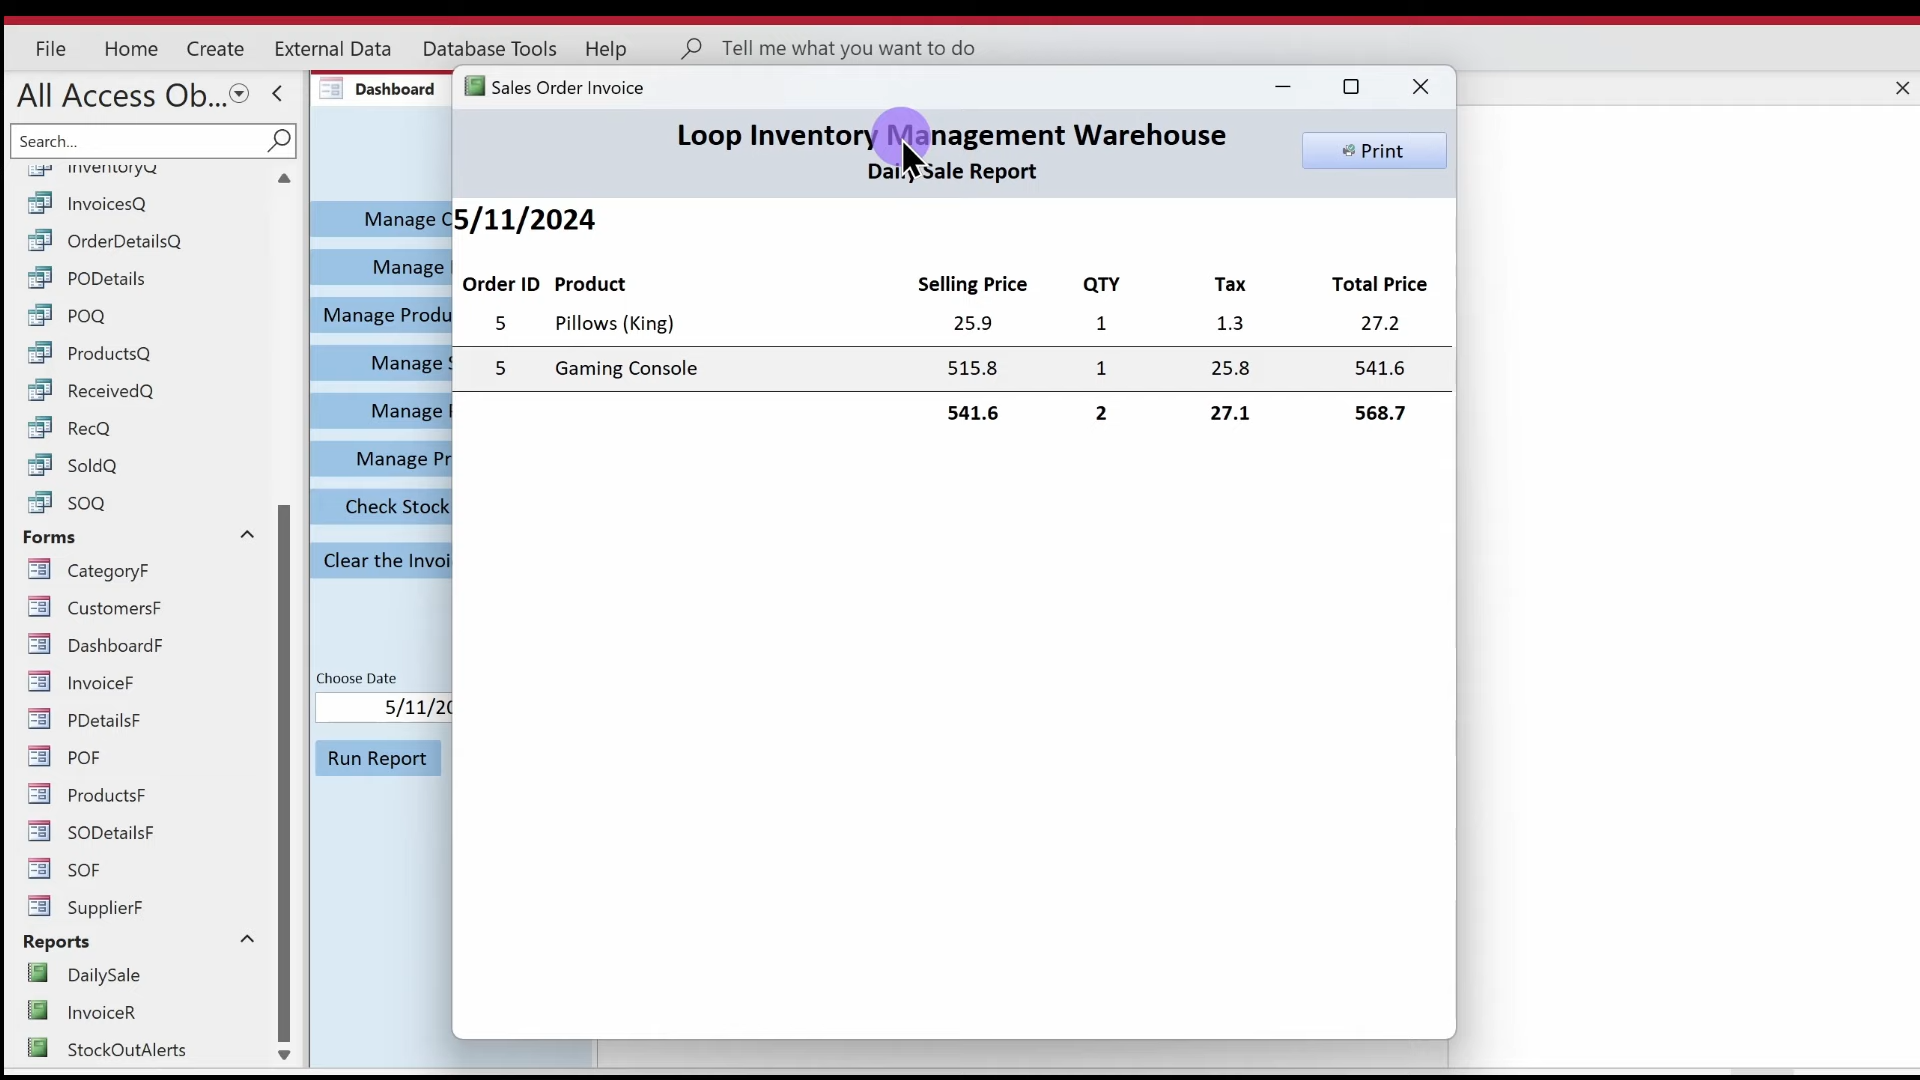 File Home Create External Data Database Tools Help Tell me what you want to do
All Access Ob...
Search...
InventoryQ
InvoicesQ
OrderDetailsQ
PODetails
POQ
ProductsQ
ReceivedQ
RecQ
SoldQ
SOQ
Forms
CategoryF
CustomersF
DashboardF
InvoiceF
PDetailsF
POF
ProductsF
SODetailsF
SOF
SupplierF
Reports
DailySale
InvoiceR
StockOutAlerts
Dashboard
Manage C
Manage
Manage Produ
Manage S
Manage
Manage Pr
Check Stock
Clear the Invoi
Choose Date
5/11/20
Run Report
Sales Order Invoice
Loop Inventory Management Warehouse
Daily Sale Report
Print
5/11/2024
Order ID Product Selling Price QTY Tax Total Price
5 Pillows (King) 25.9 1 1.3 27.2
5 Gaming Console 515.8 1 25.8 541.6
541.6 2 27.1 568.7